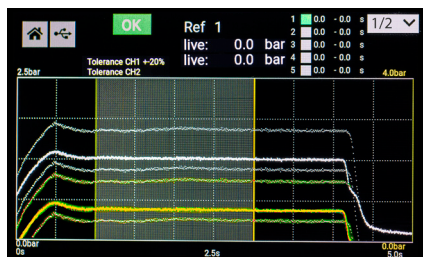 OK
Ref 1
live: 0.0 bar
live: 0.0 bar
1 0.0 - 0.0 s
2 0.0 - 0.0 s
3 0.0 - 0.0 s
4 0.0 - 0.0 s
5 0.0 - 0.0 s
1/2
Tolerance CH1 +-20%
Tolerance CH2
2.5bar
4.0bar
0.0bar
0s
2.5s
0.0bar
5.0s